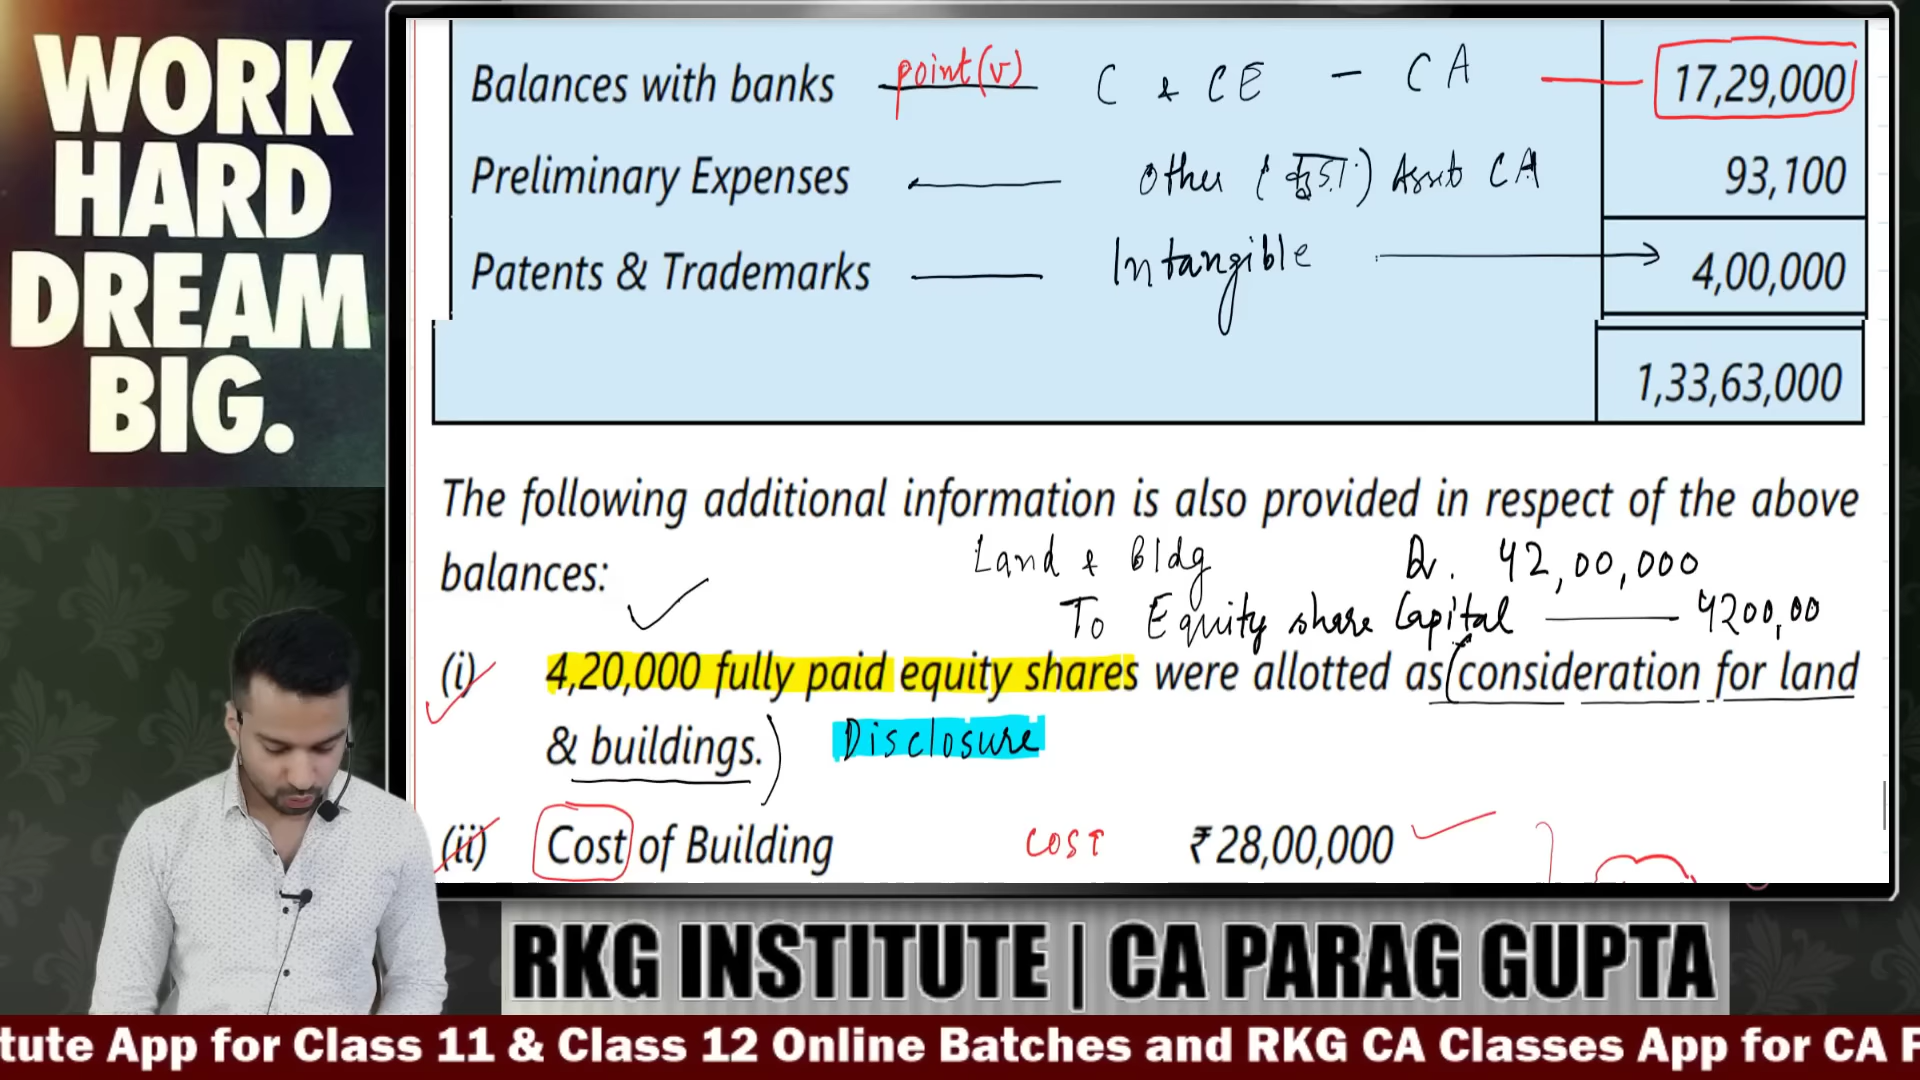 WORK
HARD
DREAM
BIG.
Balances with banks point(v) C & CE - CA 17,29,000
Preliminary Expenses Other ( ) Asset CA 93,100
Patents & Trademarks Intangible 4,00,000
1,33,63,000
The following additional information is also provided in respect of the above
balances: Land & Bldg Dr. 42,00,000
To Equity share Capital 4200,00
(i) 4,20,000 fully paid equity shares were allotted as (consideration for land
& buildings.) Disclosure
(ii) Cost of Building COST ₹ 28,00,000
RKG INSTITUTE | CA PARAG GUPTA
tute App for Class 11 & Class 12 Online Batches and RKG CA Classes App for CA F